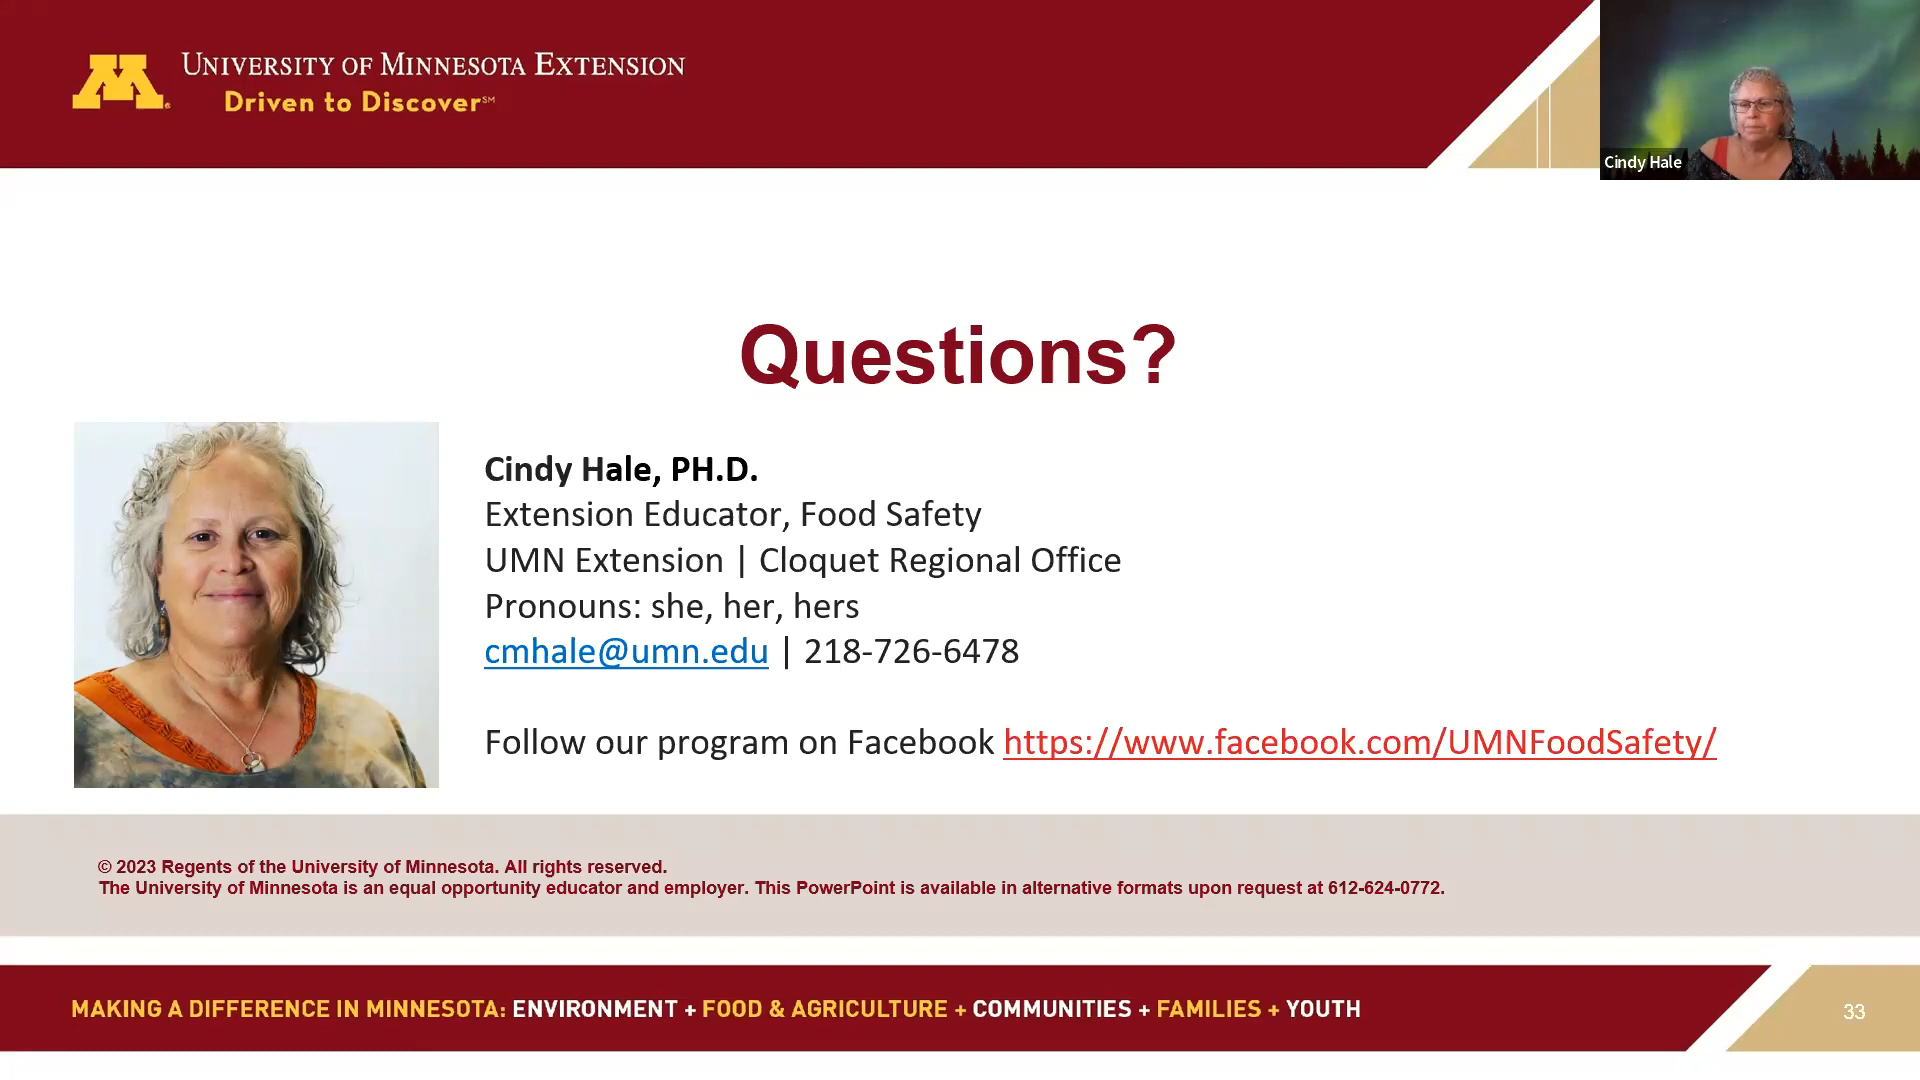 UNIVERSITY OF MINNESOTA EXTENSION
Driven to Discover℠
Cindy Hale
Questions?
Cindy Hale, PH.D.
Extension Educator, Food Safety
UMN Extension | Cloquet Regional Office
Pronouns: she, her, hers
cmhale@umn.edu | 218-726-6478
Follow our program on Facebook https://www.facebook.com/UMNFoodSafety/
© 2023 Regents of the University of Minnesota. All rights reserved.
The University of Minnesota is an equal opportunity educator and employer. This PowerPoint is available in alternative formats upon request at 612-624-0772.
MAKING A DIFFERENCE IN MINNESOTA: ENVIRONMENT + FOOD & AGRICULTURE + COMMUNITIES + FAMILIES + YOUTH
33